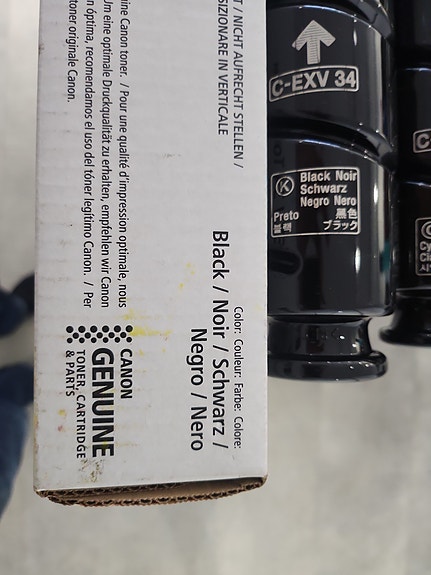 T / NICHT AUFRECHT STELLEN /
SIZIONARE IN VERTICALE
ine Canon toner. / Pour une qualité d'impression optimale, nous
Um eine optimale Druckqualität zu erhalten, empfehlen wir Canon
n óptima, recomendamos el uso del tóner legítimo Canon. / Per
toner originale Canon.
Color: Couleur: Farbe: Colore:
Black / Noir / Schwarz /
Negro / Nero
CANON
GENUINE
TONER, CARTRIDGE
& PARTS
C-EXV 34
K Black Noir
Schwarz
Negro Nero
Preto 黒色
블랙 ブラック
C
Cy